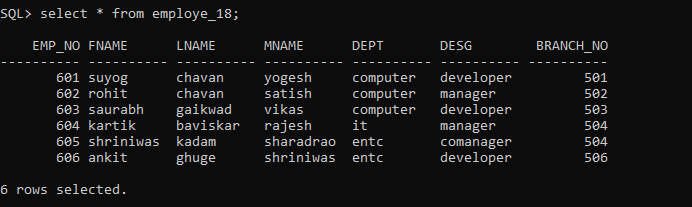 SQL> select * from employe_18;
EMP_NO FNAME LNAME MNAME DEPT DESG BRANCH_NO
---------- ---------- ---------- ---------- ---------- ---------- ----------
601 suyog chavan yogesh computer developer 501
602 rohit chavan satish computer manager 502
603 saurabh gaikwad vikas computer developer 503
604 kartik baviskar rajesh it manager 504
605 shriniwas kadam sharadrao entc comanager 504
606 ankit ghuge shriniwas entc developer 506
6 rows selected.